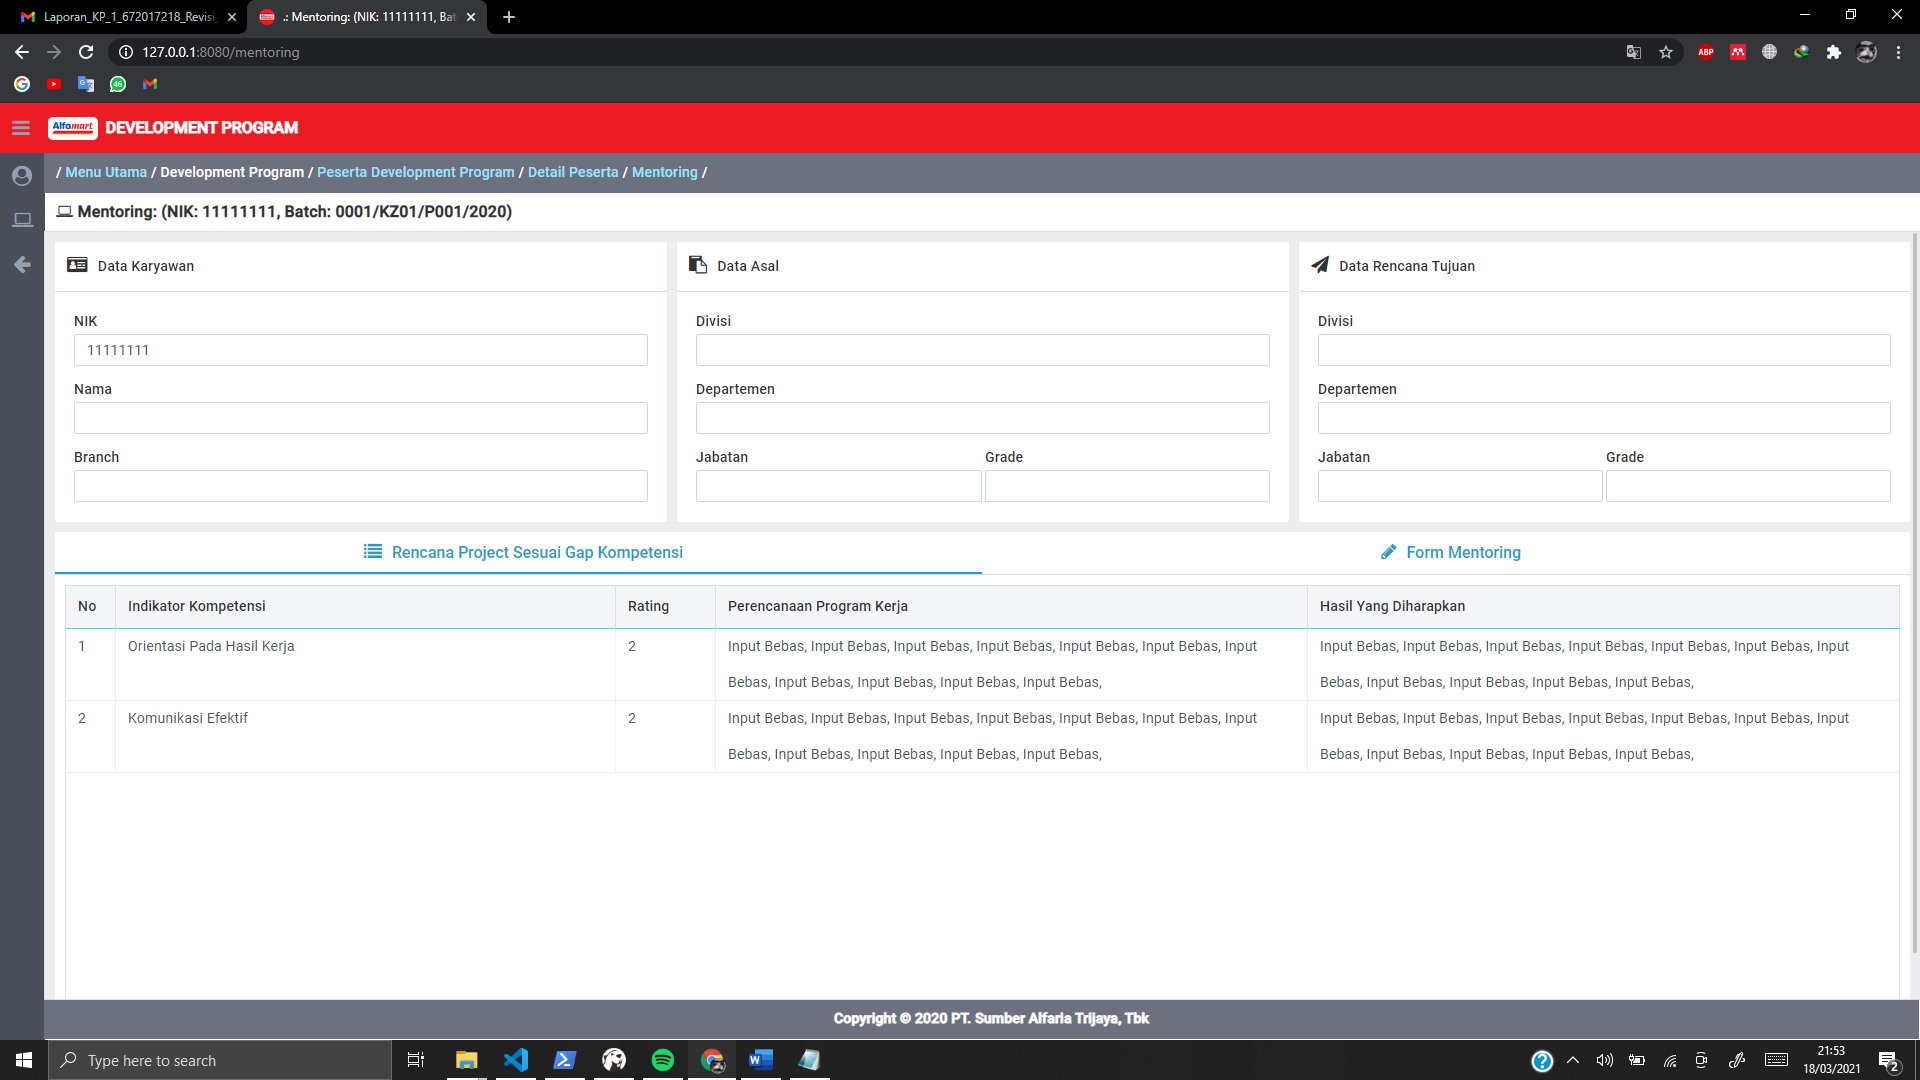 Laporan_KP_1_672017218_Revisi
.: Mentoring: (NIK: 11111111, Bat
127.0.0.1:8080/mentoring
ABP
46
Alfamart DEVELOPMENT PROGRAM
/ Menu Utama / Development Program / Peserta Development Program / Detail Peserta / Mentoring /
Mentoring: (NIK: 11111111, Batch: 0001/KZ01/P001/2020)
Data Karyawan
NIK
11111111
Nama
Branch
Data Asal
Divisi
Departemen
Jabatan Grade
Data Rencana Tujuan
Divisi
Departemen
Jabatan Grade
Rencana Project Sesuai Gap Kompetensi
Form Mentoring
No Indikator Kompetensi Rating Perencanaan Program Kerja Hasil Yang Diharapkan
1 Orientasi Pada Hasil Kerja 2 Input Bebas, Input Bebas, Input Bebas, Input Bebas, Input Bebas, Input Bebas, Input Input Bebas, Input Bebas, Input Bebas, Input Bebas, Input Bebas, Input Bebas, Input
Bebas, Input Bebas, Input Bebas, Input Bebas, Input Bebas, Bebas, Input Bebas, Input Bebas, Input Bebas, Input Bebas,
2 Komunikasi Efektif 2 Input Bebas, Input Bebas, Input Bebas, Input Bebas, Input Bebas, Input Bebas, Input Input Bebas, Input Bebas, Input Bebas, Input Bebas, Input Bebas, Input Bebas, Input
Bebas, Input Bebas, Input Bebas, Input Bebas, Input Bebas, Bebas, Input Bebas, Input Bebas, Input Bebas, Input Bebas,
Copyright © 2020 PT. Sumber Alfaria Trijaya, Tbk
Type here to search
21:53
18/03/2021
2